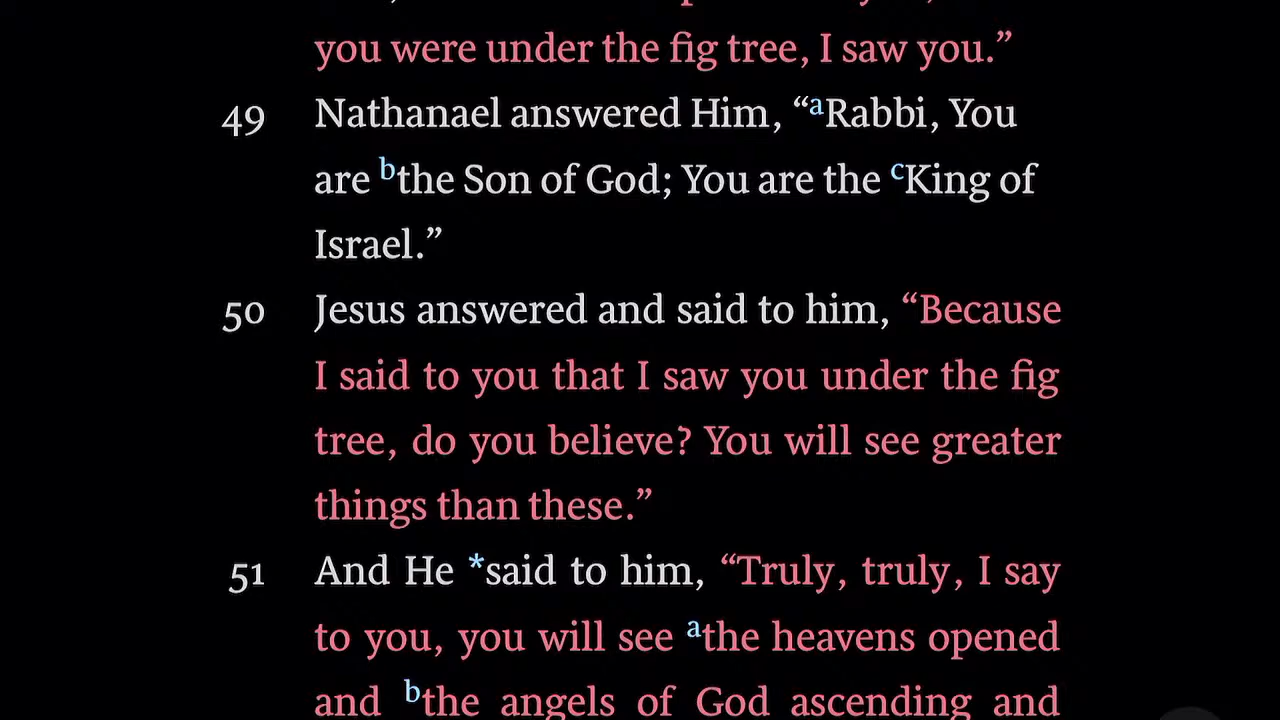 you were under the fig tree, I saw you.”
49 Nathanael answered Him, “aRabbi, You
are bthe Son of God; You are the cKing of
Israel.”
50 Jesus answered and said to him, “Because
I said to you that I saw you under the fig
tree, do you believe? You will see greater
things than these.”
51 And He *said to him, “Truly, truly, I say
to you, you will see athe heavens opened
and bthe angels of God ascending and